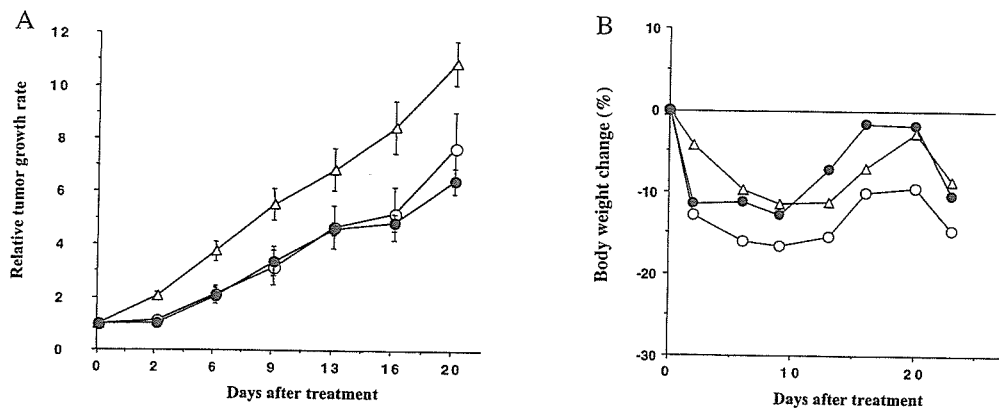 A
Relative tumor growth rate
12
10
8
6
4
2
0
0 2 6 9 13 16 20
Days after treatment
B
Body weight change (%)
10
0
-10
-20
-30
0 10 20
Days after treatment